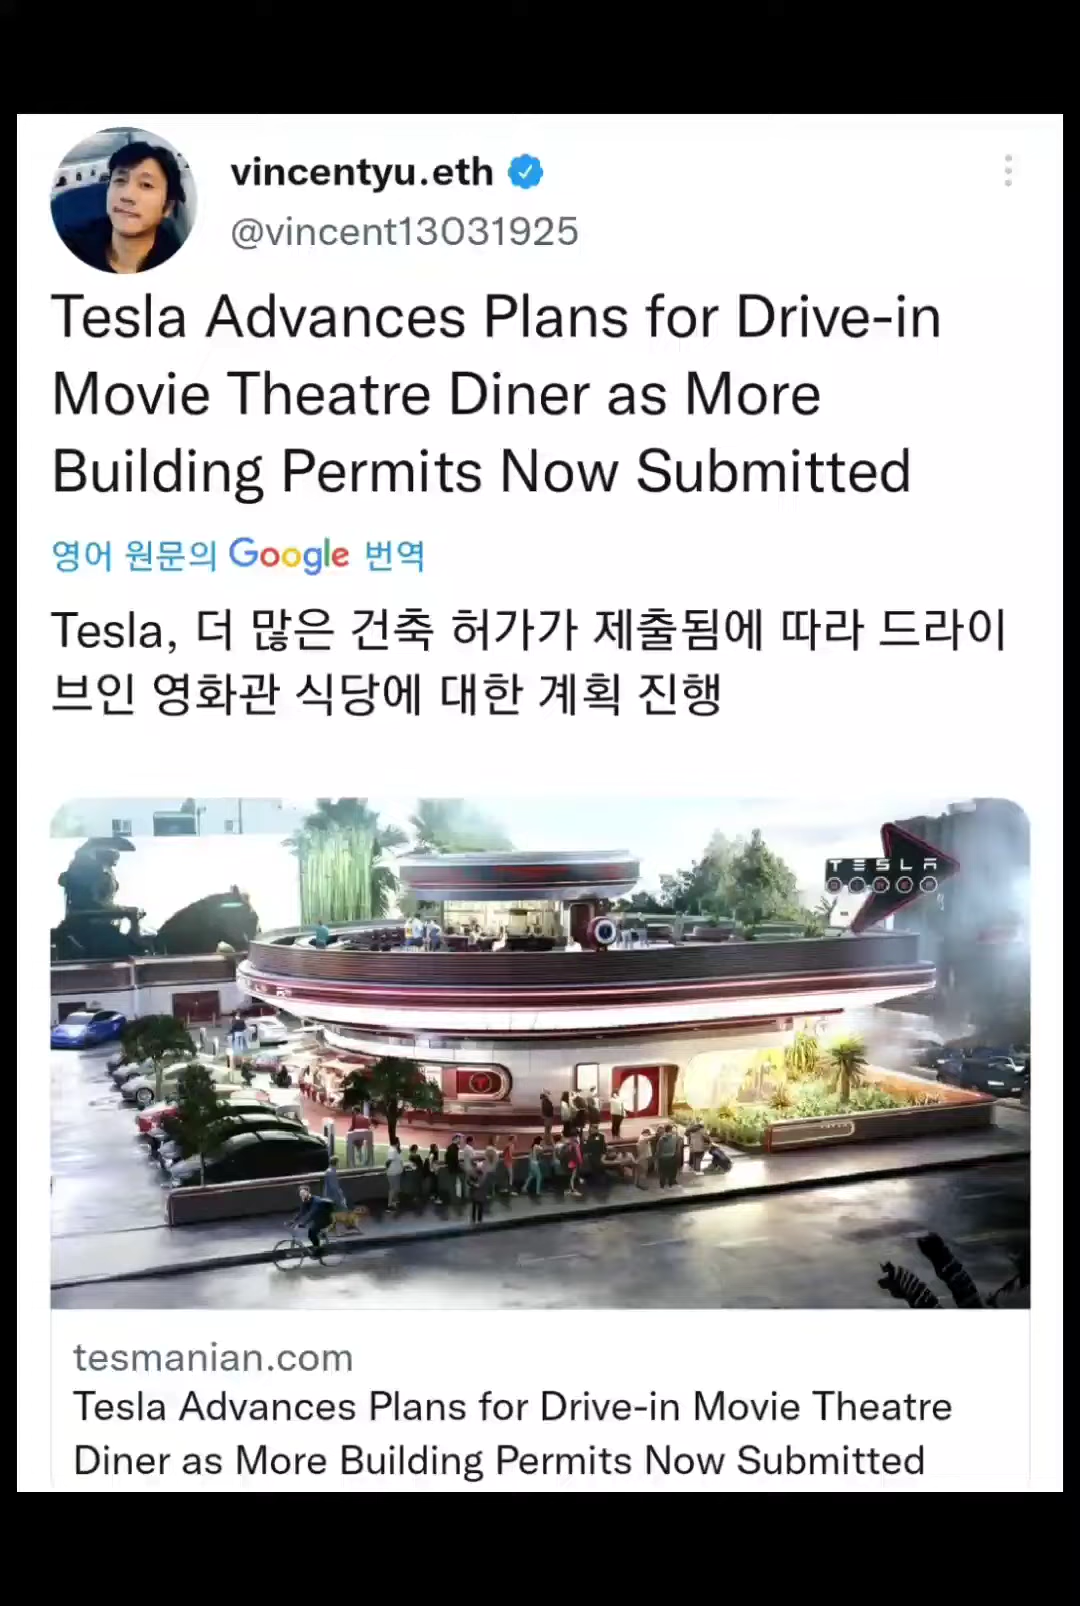 vincentyu.eth
@vincent13031925
Tesla Advances Plans for Drive-in
Movie Theatre Diner as More
Building Permits Now Submitted
영어 원문의 Google 번역
Tesla, 더 많은 건축 허가가 제출됨에 따라 드라이
브인 영화관 식당에 대한 계획 진행
TESLA
DINER
tesmanian.com
Tesla Advances Plans for Drive-in Movie Theatre
Diner as More Building Permits Now Submitted